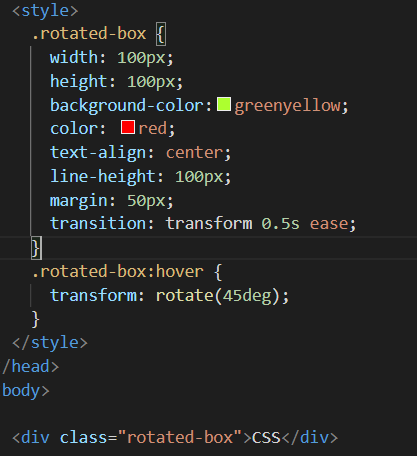 <style>
.rotated-box {
width: 100px;
height: 100px;
background-color: greenyellow;
color: red;
text-align: center;
line-height: 100px;
margin: 50px;
transition: transform 0.5s ease;
}
.rotated-box:hover {
transform: rotate(45deg);
}
</style>
/head>
body>
<div class="rotated-box">CSS</div>